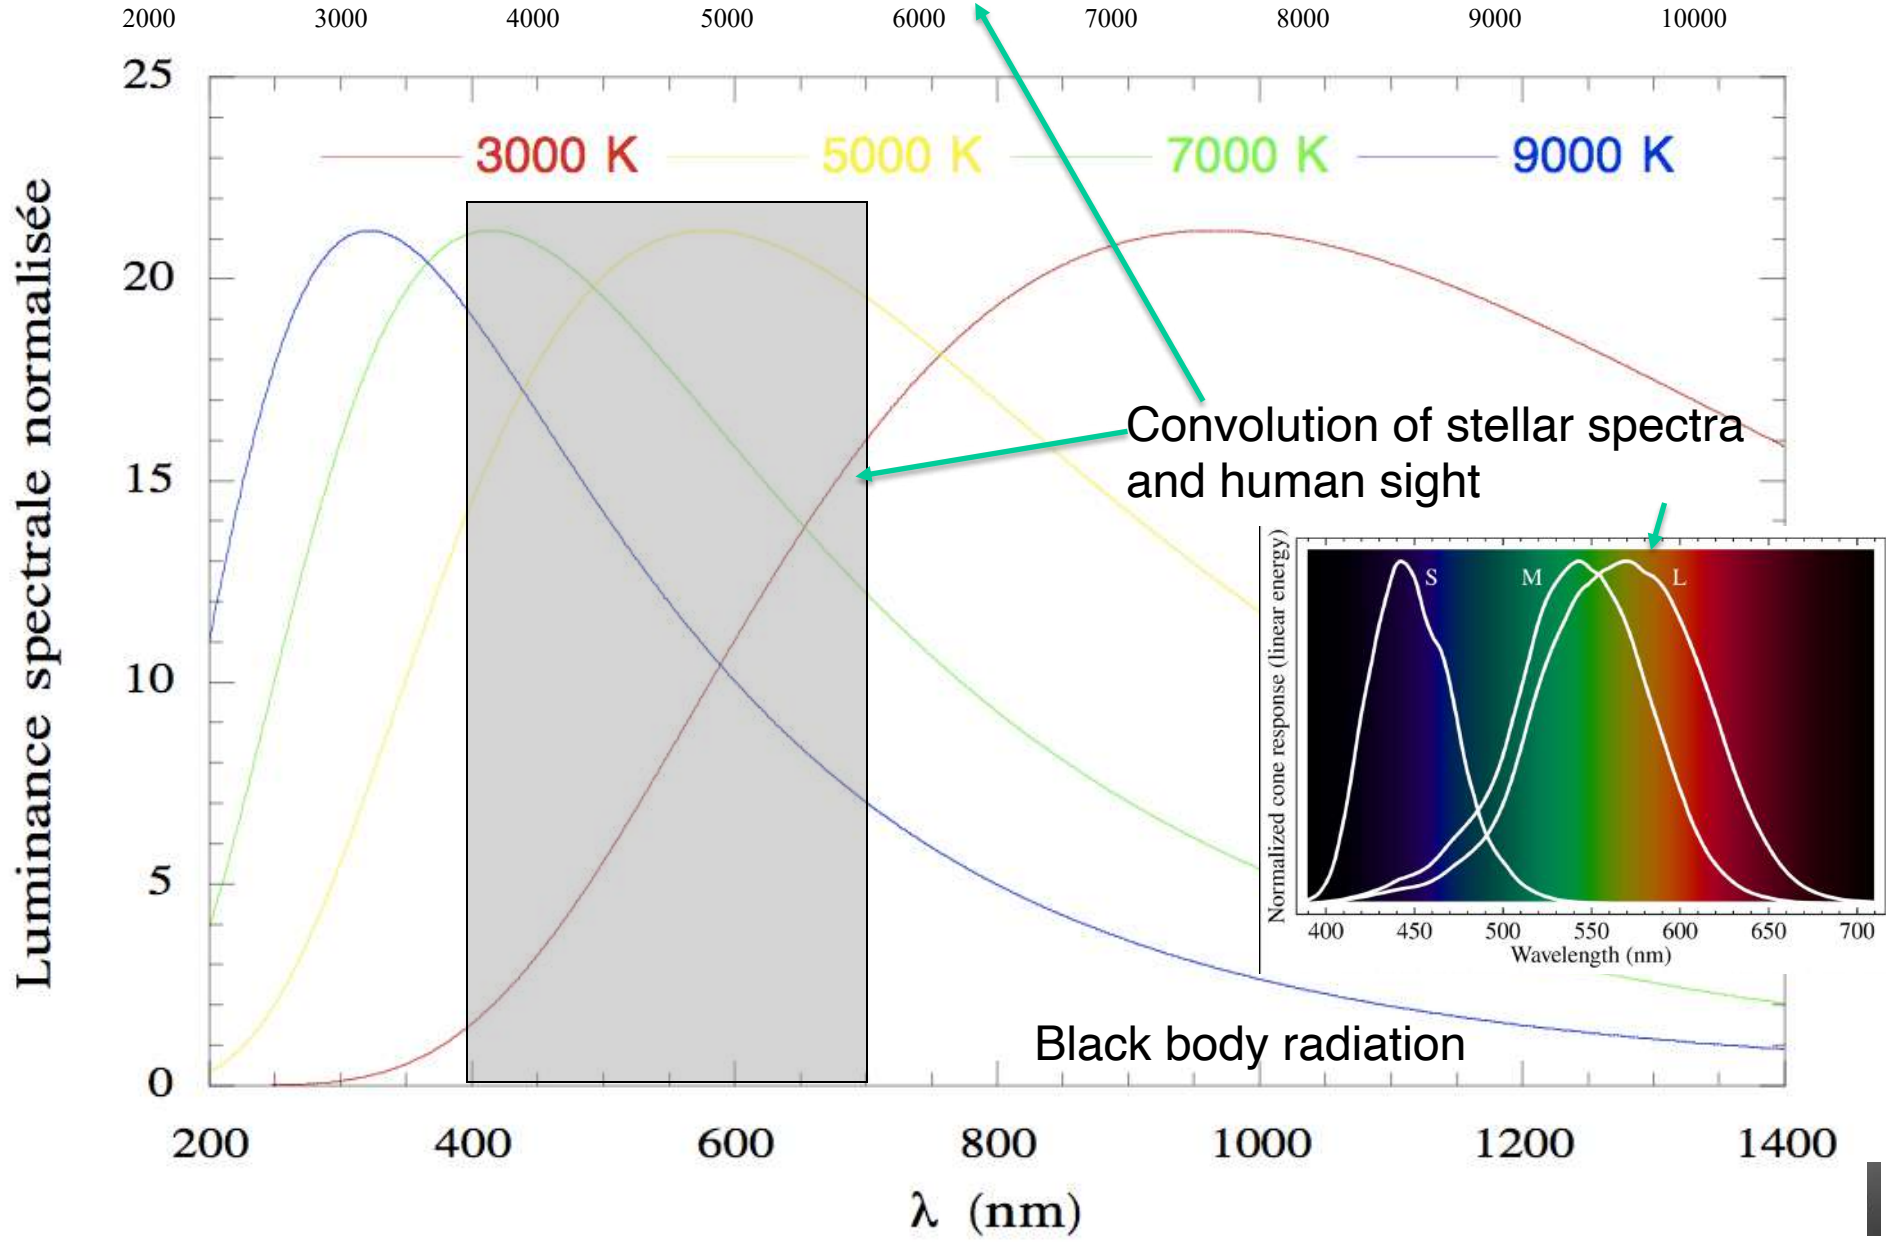 2000 3000 4000 5000 6000 7000 8000 9000 10000
25
3000 K 5000 K 7000 K 9000 K
20
15
10
5
0
Luminance spectrale normalisée
Convolution of stellar spectra
and human sight
S M L
Normalized cone response (linear energy)
400 450 500 550 600 650 700
Wavelength (nm)
Black body radiation
200 400 600 800 1000 1200 1400
λ (nm)